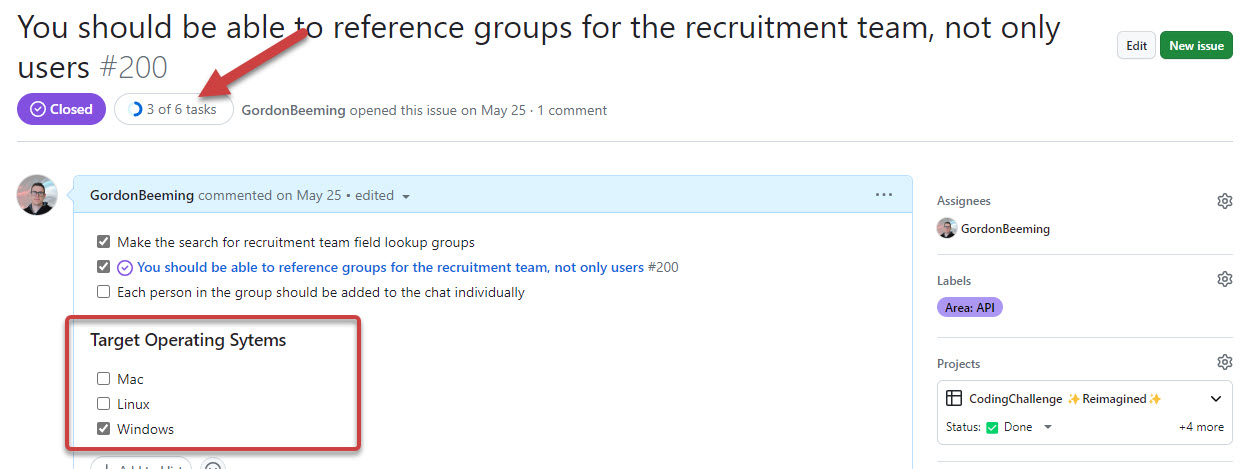 You should be able to reference groups for the recruitment team, not only
users #200
Edit
New issue
Closed
3 of 6 tasks
GordonBeeming opened this issue on May 25 · 1 comment
GordonBeeming commented on May 25 • edited
Make the search for recruitment team field lookup groups
You should be able to reference groups for the recruitment team, not only users #200
Each person in the group should be added to the chat individually
Target Operating Sytems
Mac
Linux
Windows
Assignees
GordonBeeming
Labels
Area: API
Projects
CodingChallenge ✨Reimagined✨
Status: ✅ Done
+4 more